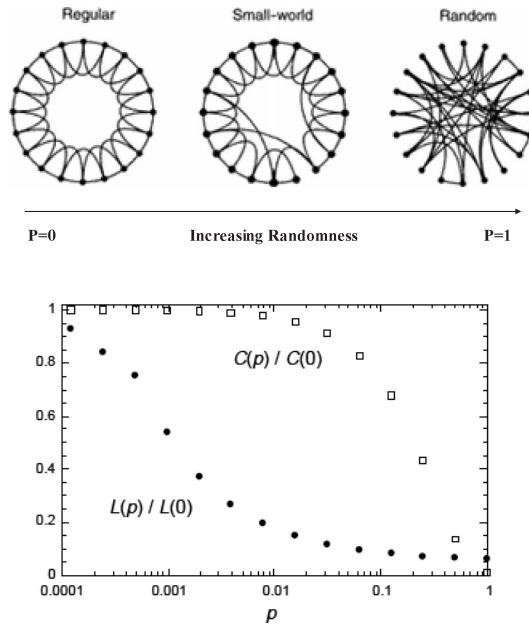 Regular Small-world Random
P=0 Increasing Randomness P=1
1
C(p) / C(0)
0.8
0.6
0.4
L(p) / L(0)
0.2
0
0.0001 0.001 0.01 0.1 1
p